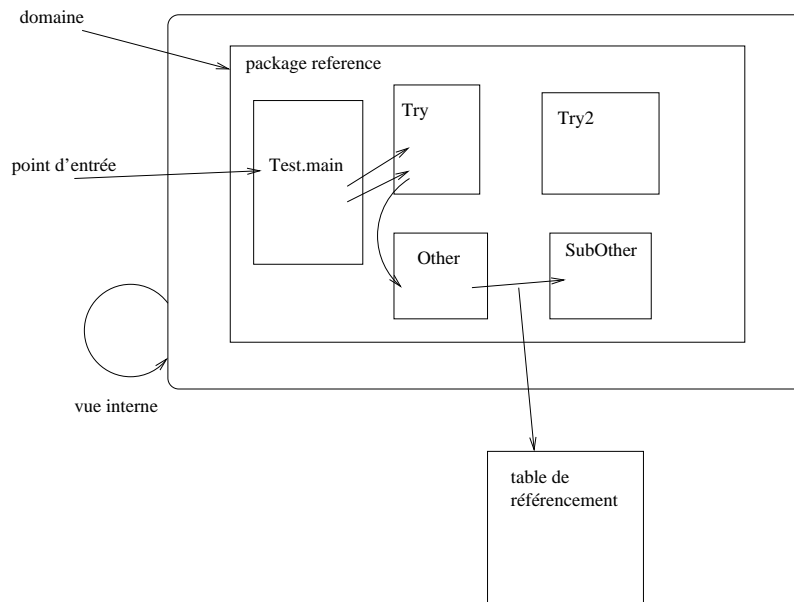 domaine
package reference
Try
Try2
point d'entrée
Test.main
Other
SubOther
vue interne
table de
référencement